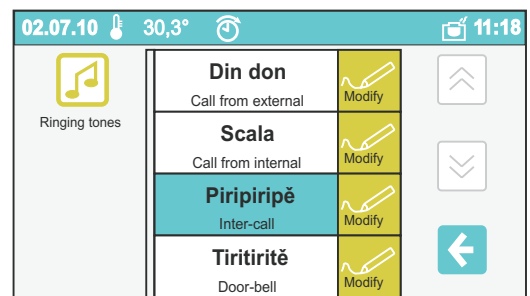 02.07.10 30,3° 11:18
Ringing tones
Din don
Call from external
Modify
Scala
Call from internal
Modify
Piripiripě
Inter-call
Modify
Tiritiritě
Door-bell
Modify